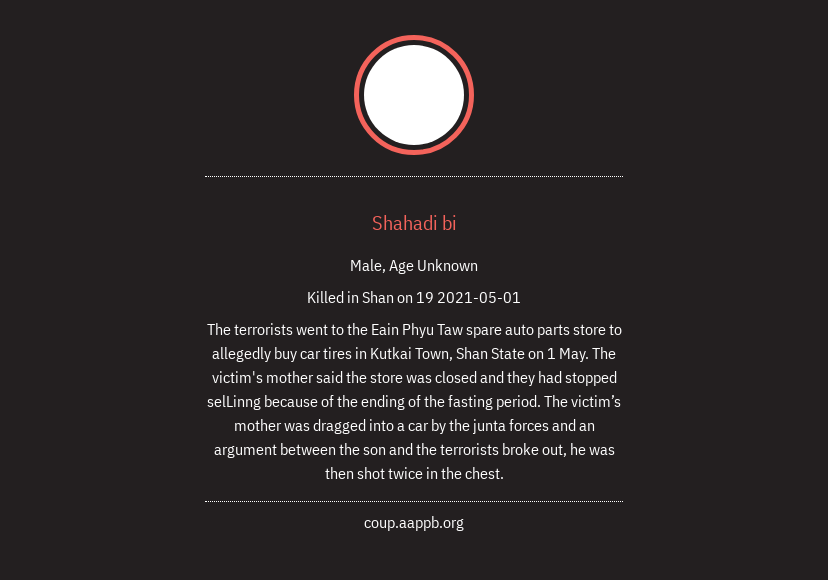 Shahadi bi
Male, Age Unknown
Killed in Shan on 19 2021-05-01
The terrorists went to the Eain Phyu Taw spare auto parts store to
allegedly buy car tires in Kutkai Town, Shan State on 1 May. The
victim's mother said the store was closed and they had stopped
selLinng because of the ending of the fasting period. The victim’s
mother was dragged into a car by the junta forces and an
argument between the son and the terrorists broke out, he was
then shot twice in the chest.
coup.aappb.org